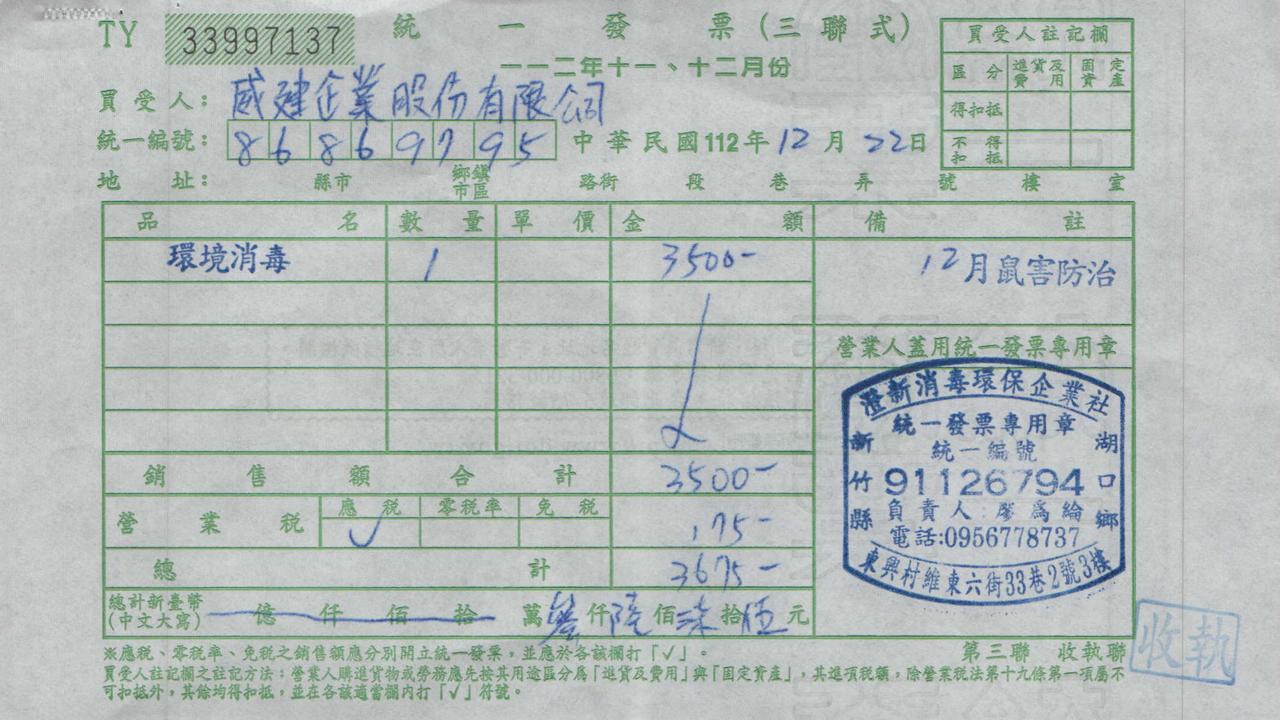 TY 33997137 統一發票(三聯式)
一一二年十一、十二月份
買受人註記欄
區分 進貨及費用 固定資產
得扣抵
不得扣抵
買受人: 威建企業股份有限公司
統一編號: 86869795 中華民國112年12月22日
地址: 縣市 鄉鎮市區 路街 段 巷 弄 號 樓 室
品名 數量 單價 金額 備註
環境消毒 1 3500- 12月鼠害防治
營業人蓋用統一發票專用章
澄新消毒環保企業社
統一發票專用章
統一編號
91126794
負責人:廖為綸
電話:0956778737
新竹縣 湖口鄉
東興村維東六街33巷2號3樓
銷售額合計 3500-
營業稅 應稅 ✓ 零稅率 免稅 175-
總計 3675-
總計新臺幣(中文大寫) 億仟佰拾萬參仟陸佰柒拾伍元
※應稅、零稅率、免稅之銷售額應分別開立統一發票,並應於各該欄打「✓」。
第三聯 收執聯
收執
買受人註記欄之註記方法:營業人購進貨物或勞務應先按其用途區分為「進貨及費用」與「固定資產」,其進項稅額,除營業稅法第十九條第一項屬不
可扣抵外,其餘均得扣抵,並在各該適當欄內打「✓」符號。